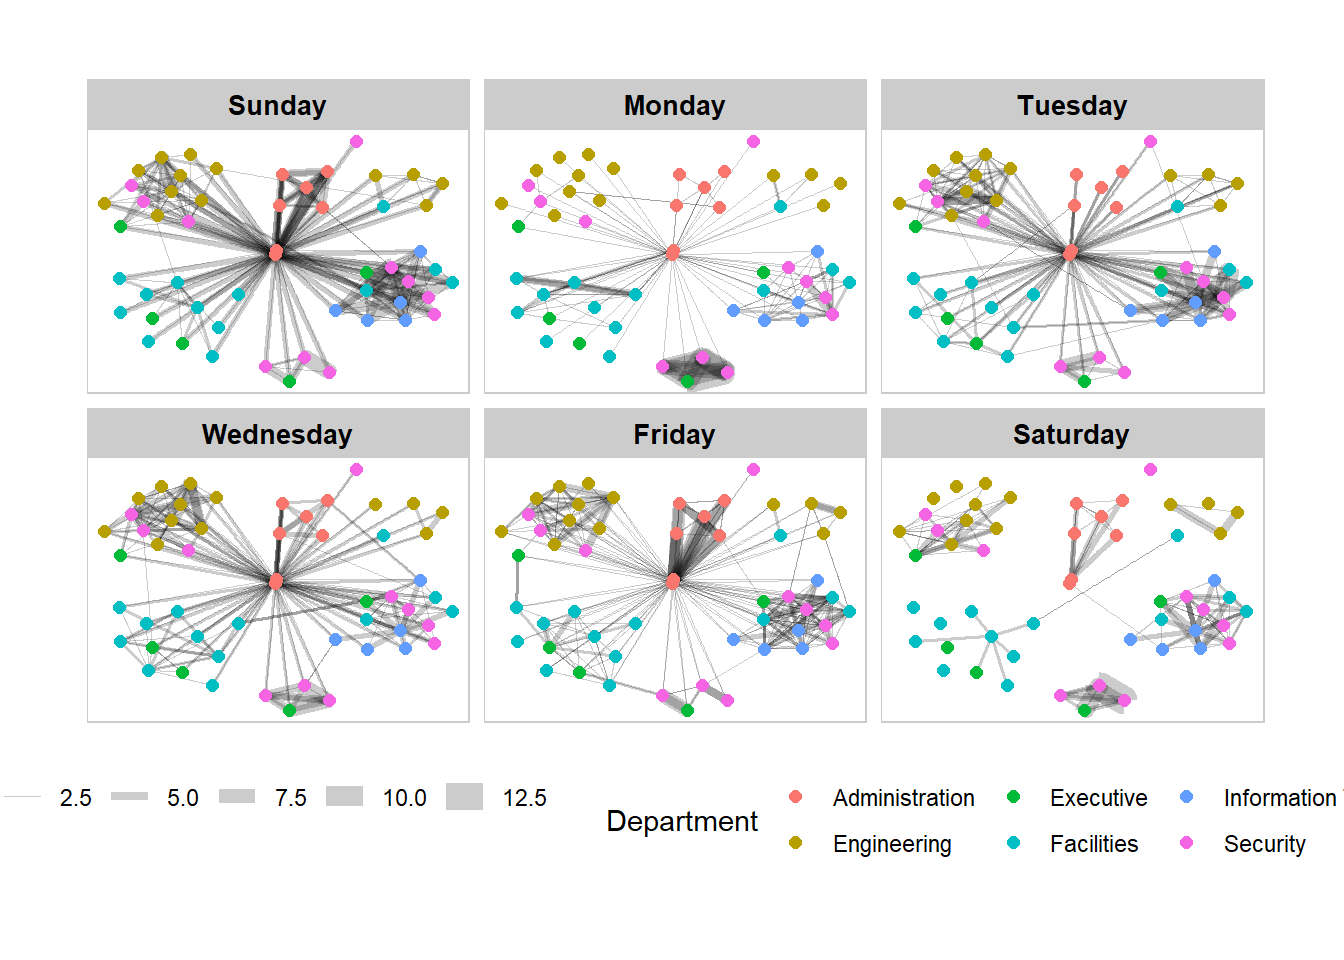 Sunday
Monday
Tuesday
Wednesday
Friday
Saturday
2.5
5.0
7.5
10.0
12.5
Department
Administration
Executive
Information
Engineering
Facilities
Security